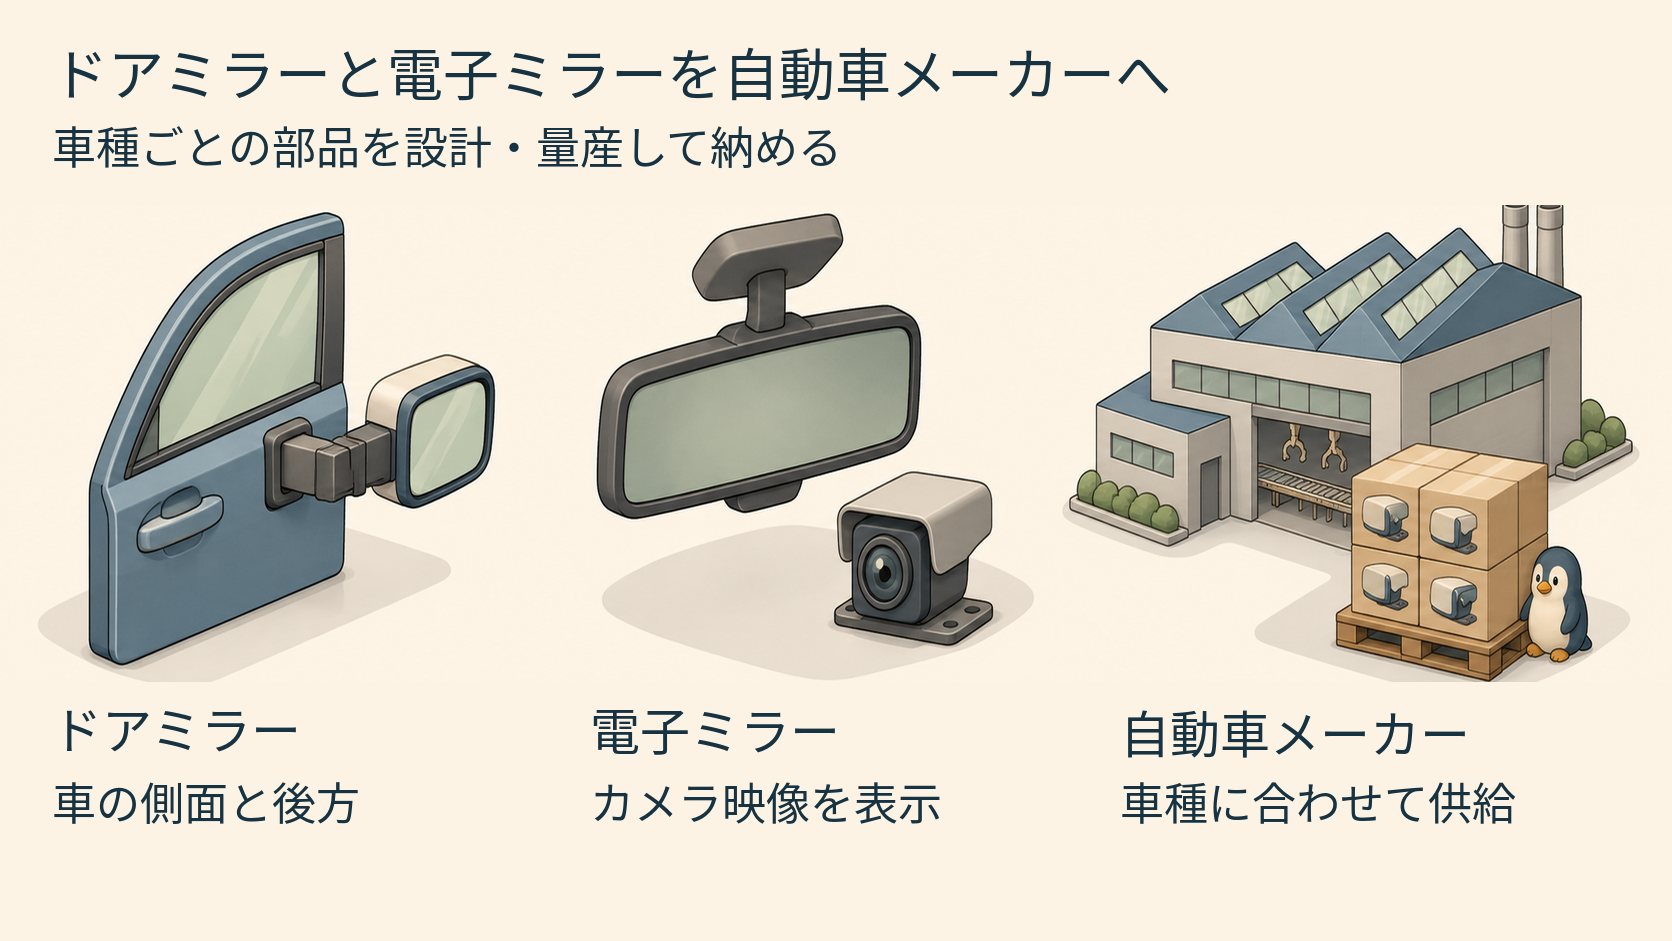 ドアミラーと電子ミラーを自動車メーカーへ
車種ごとの部品を設計・量産して納める
ドアミラー
車の側面と後方
電子ミラー
カメラ映像を表示
自動車メーカー
車種に合わせて供給